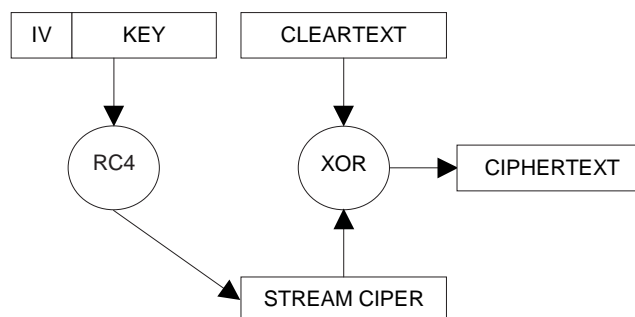 IV
KEY
CLEARTEXT
RC4
XOR
CIPHERTEXT
STREAM CIPER